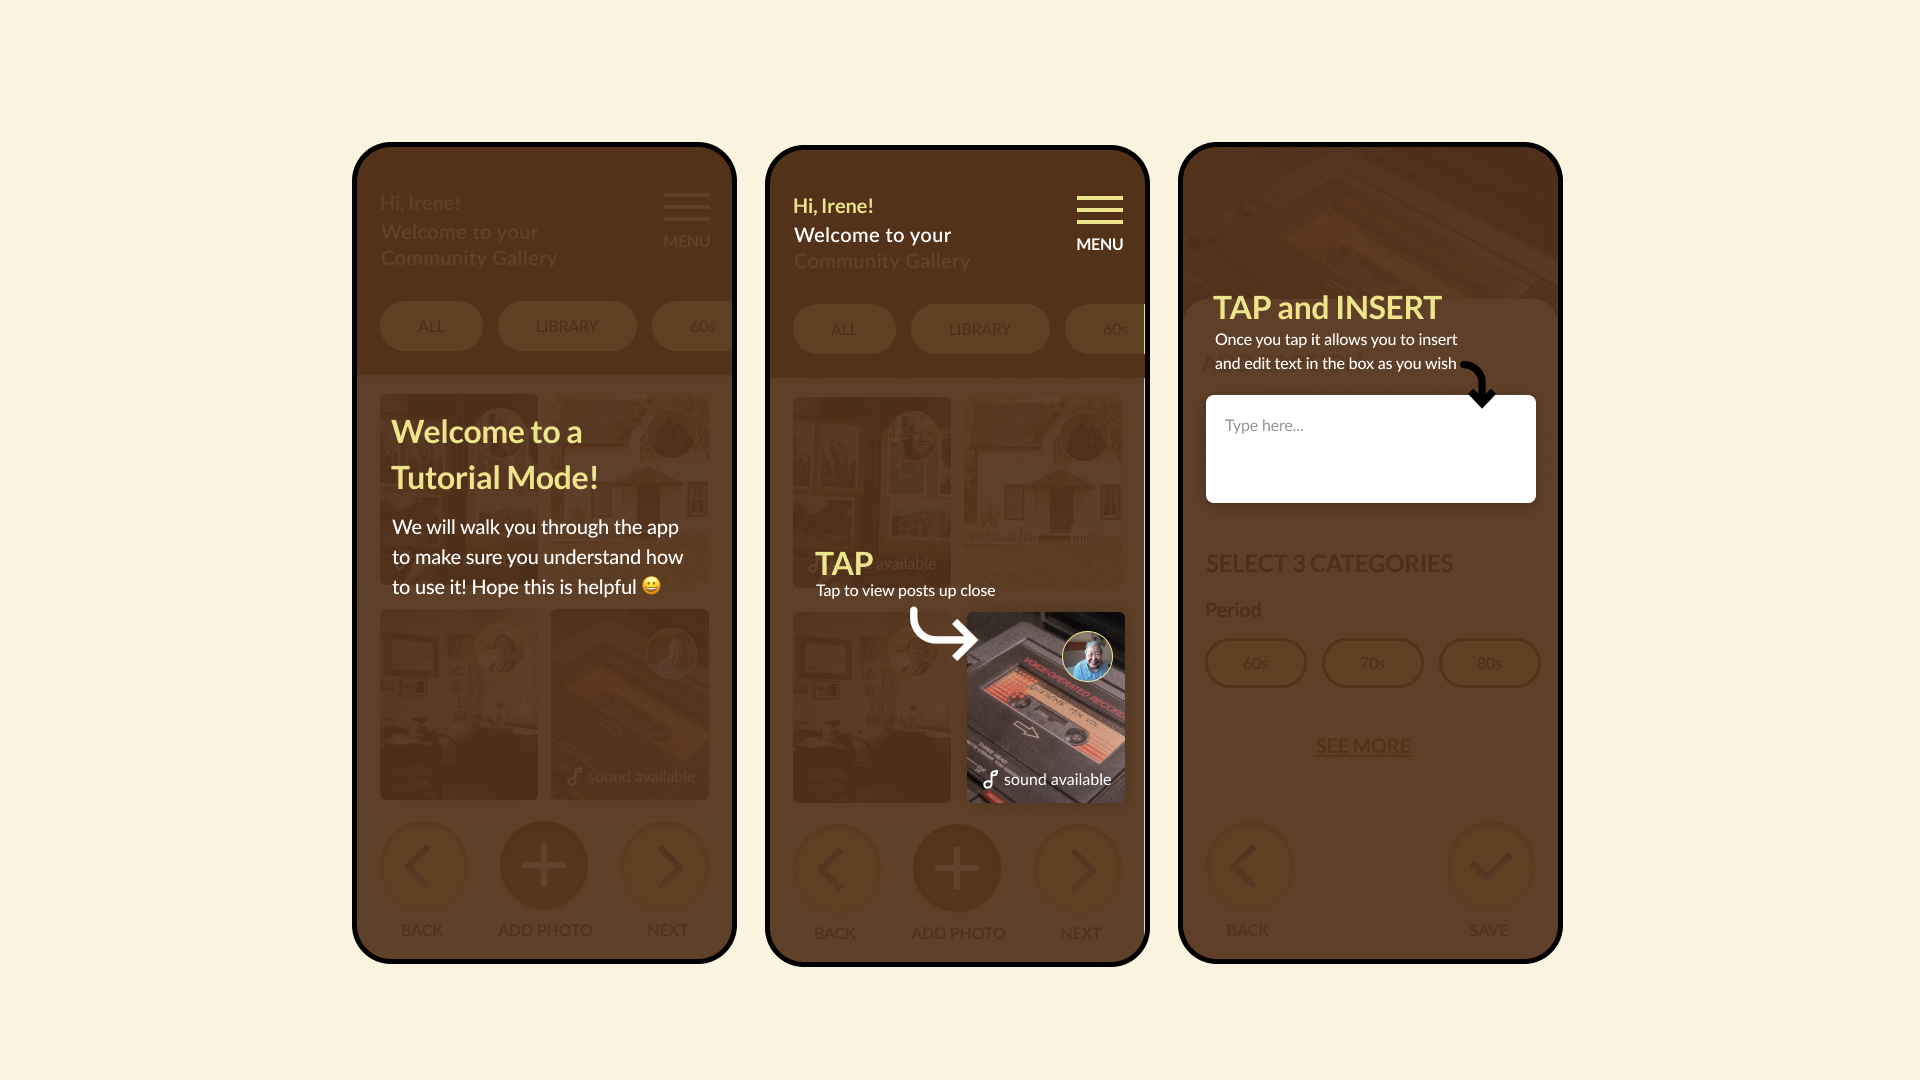 Hi, Irene!
Welcome to your
Community Gallery
MENU
ALL
LIBRARY
60s
Welcome to a
Tutorial Mode!
We will walk you through the app
to make sure you understand how
to use it! Hope this is helpful 😀
sound available
BACK
ADD PHOTO
NEXT
Hi, Irene!
Welcome to your
Community Gallery
MENU
ALL
LIBRARY
60s
TAP
available
Tap to view posts up close
VOICE OPERATED RECORD
sound available
BACK
ADD PHOTO
NEXT
TAP and INSERT
Once you tap it allows you to insert
and edit text in the box as you wish
Type here...
SELECT 3 CATEGORIES
Period
60s
70s
80s
SEE MORE
BACK
SAVE